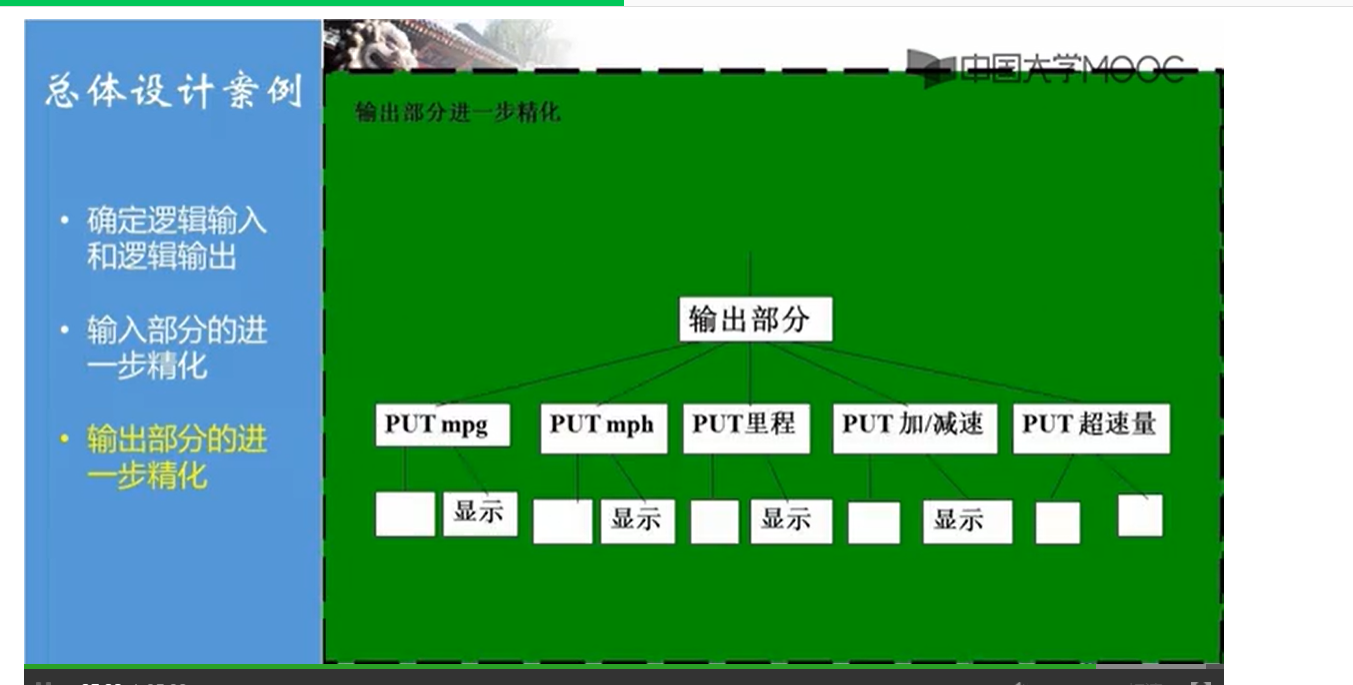 总体设计案例
• 确定逻辑输入
和逻辑输出
• 输入部分的进
一步精化
• 输出部分的进
一步精化
中国大学MOOC
输出部分进一步精化
输出部分
PUT mpg
PUT mph
PUT里程
PUT 加/减速
PUT 超速量
显示
显示
显示
显示